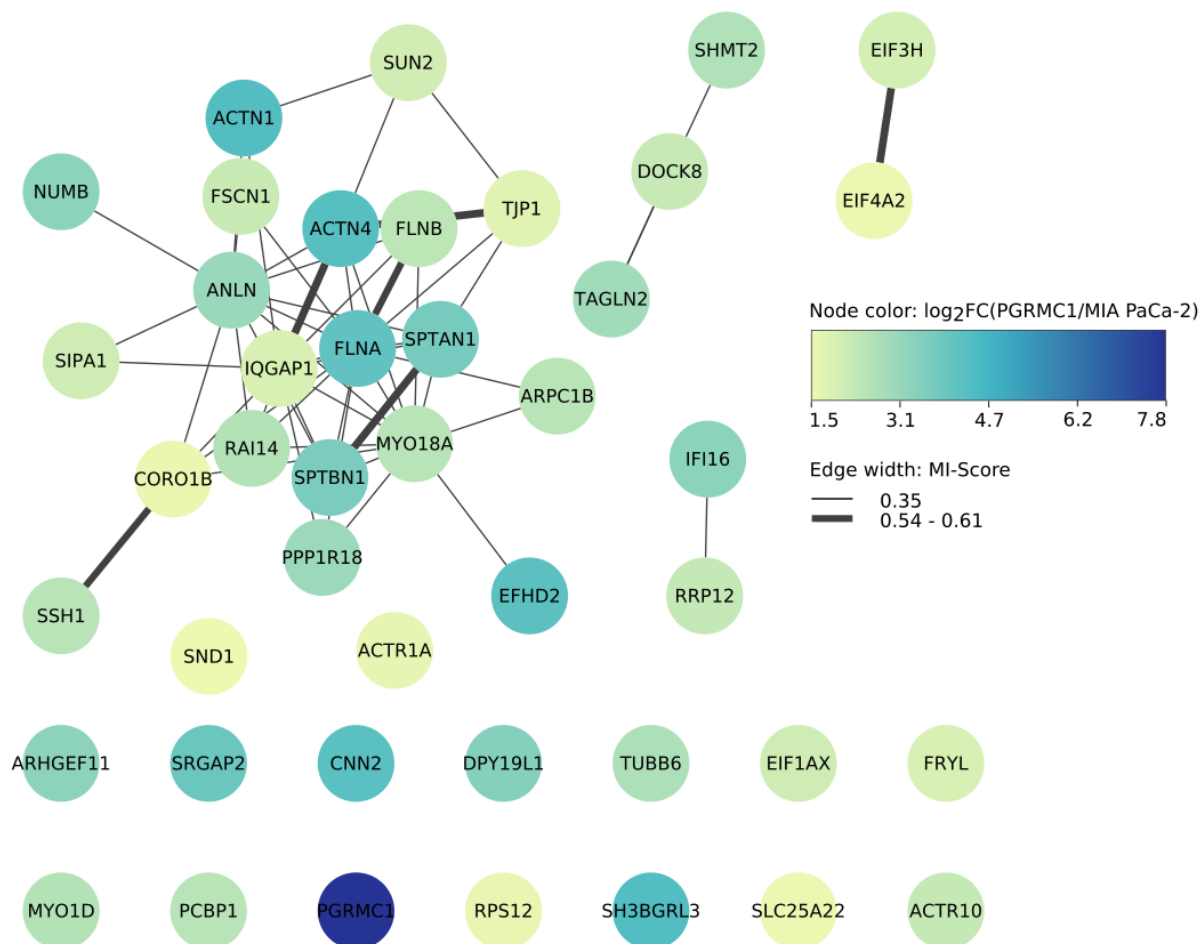 SUN2
SHMT2
EIF3H
ACTN1
NUMB
FSCN1
DOCK8
EIF4A2
ACTN4
FLNB
TJP1
ANLN
TAGLN2
Node color: log2FC(PGRMC1/MIA PaCa-2)
1.5 3.1 4.7 6.2 7.8
SIPA1
IQGAP1
FLNA
SPTAN1
ARPC1B
RAI14
MYO18A
IFI16
Edge width: MI-Score
0.35
0.54 - 0.61
CORO1B
SPTBN1
PPP1R18
EFHD2
RRP12
SSH1
SND1
ACTR1A
ARHGEF11
SRGAP2
CNN2
DPY19L1
TUBB6
EIF1AX
FRYL
MYO1D
PCBP1
PGRMC1
RPS12
SH3BGRL3
SLC25A22
ACTR10